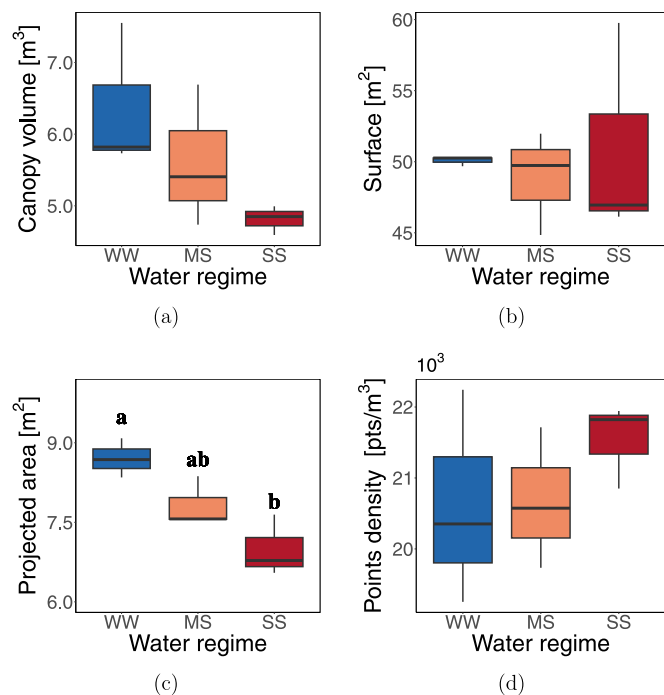 Canopy volume [m³]
7.0
6.0
5.0
WW MS SS
Water regime
(a)
Surface [m²]
60
55
50
45
WW MS SS
Water regime
(b)
Projected area [m²]
9.0
7.5
6.0
a
ab
b
WW MS SS
Water regime
(c)
10³
Points density [pts/m³]
22
21
20
WW MS SS
Water regime
(d)